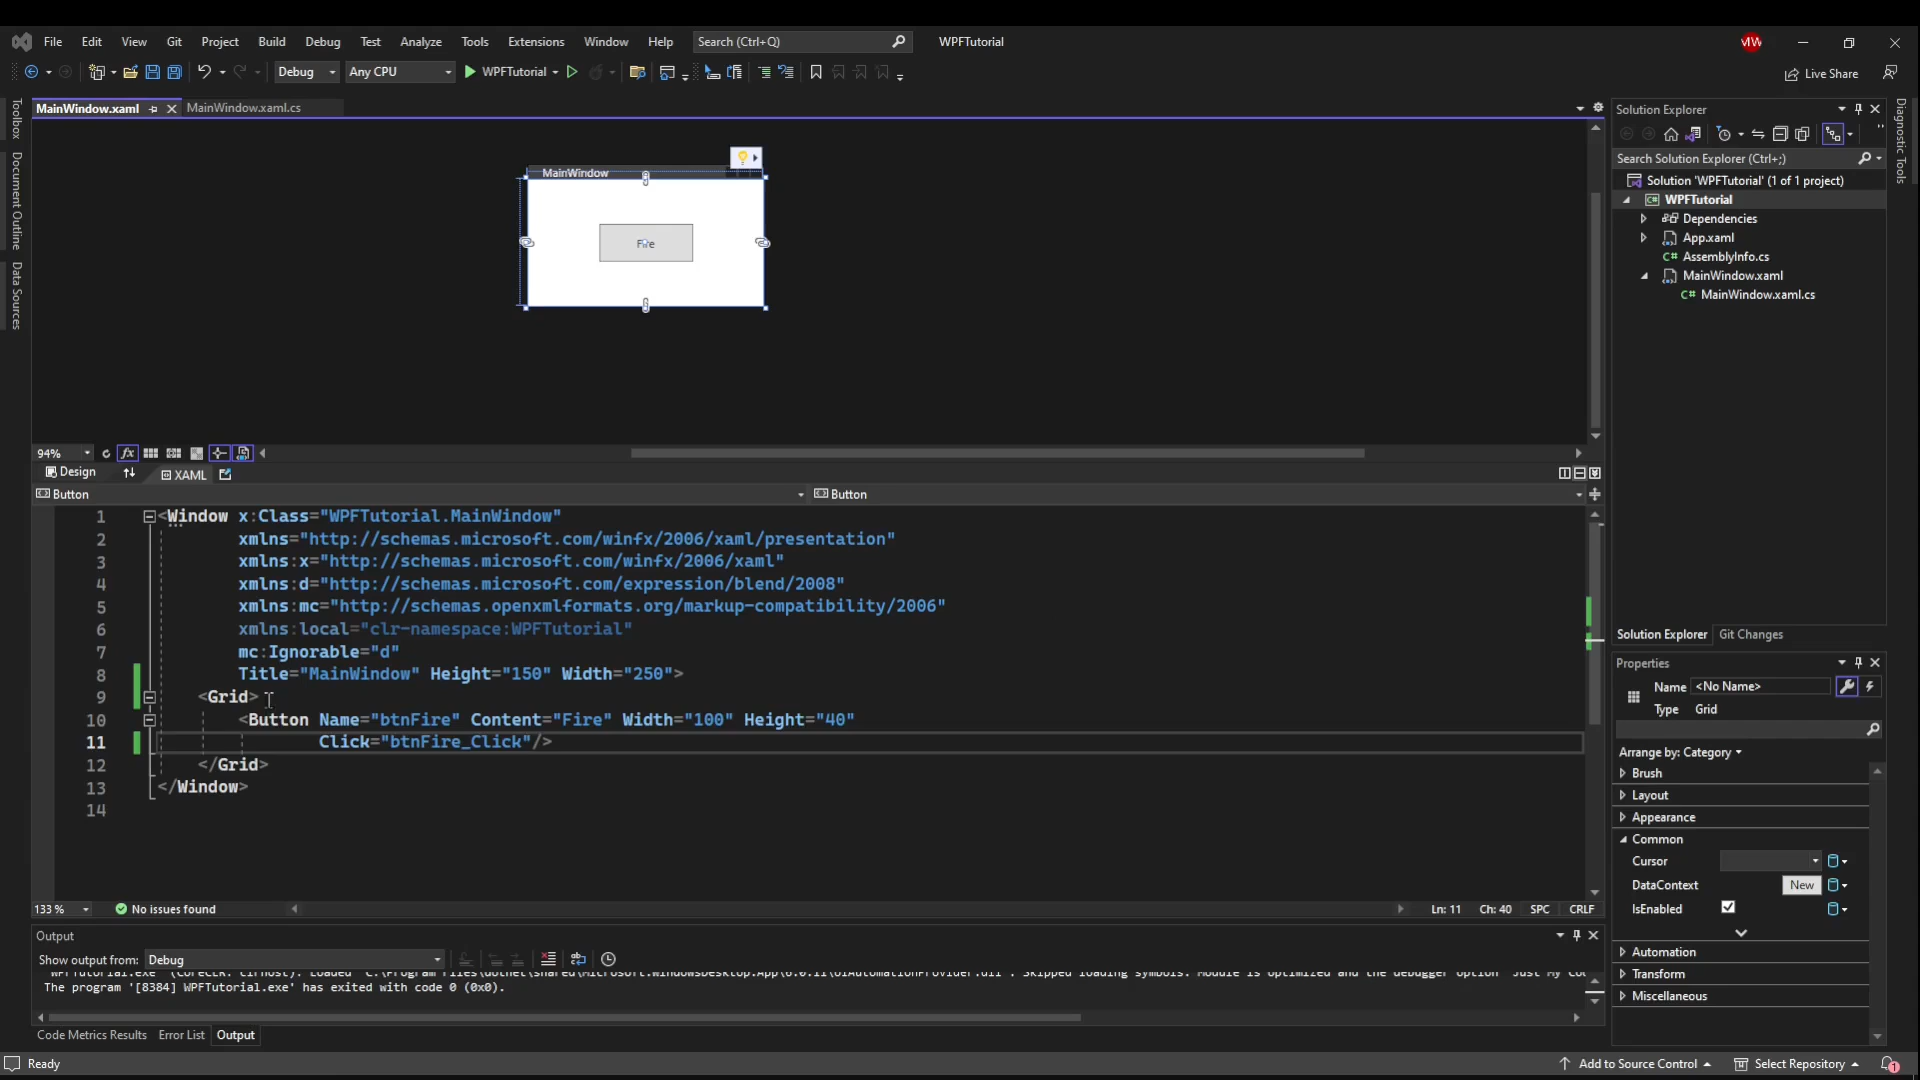 File Edit View Git Project Build Debug Test Analyze Tools Extensions Window Help Search (Ctrl+Q) WPFTutorial MW
Debug Any CPU WPFTutorial Live Share
MainWindow.xaml MainWindow.xaml.cs
Toolbox
Document Outline
Data Sources
MainWindow
Fire
94%
Design XAML
Button Button
1 <Window x:Class="WPFTutorial.MainWindow"
2 xmlns="http://schemas.microsoft.com/winfx/2006/xaml/presentation"
3 xmlns:x="http://schemas.microsoft.com/winfx/2006/xaml"
4 xmlns:d="http://schemas.microsoft.com/expression/blend/2008"
5 xmlns:mc="http://schemas.openxmlformats.org/markup-compatibility/2006"
6 xmlns:local="clr-namespace:WPFTutorial"
7 mc:Ignorable="d"
8 Title="MainWindow" Height="150" Width="250">
9 <Grid>
10 <Button Name="btnFire" Content="Fire" Width="100" Height="40"
11 Click="btnFire_Click"/>
12 </Grid>
13 </Window>
14
133 % No issues found Ln: 11 Ch: 40 SPC CRLF
Output
Show output from: Debug
The program '[8384] WPFTutorial.exe' has exited with code 0 (0x0).
Code Metrics Results Error List Output
Solution Explorer
Search Solution Explorer (Ctrl+;)
Solution 'WPFTutorial' (1 of 1 project)
WPFTutorial
Dependencies
App.xaml
AssemblyInfo.cs
MainWindow.xaml
MainWindow.xaml.cs
Solution Explorer Git Changes
Properties
Name <No Name>
Type Grid
Arrange by: Category
Brush
Layout
Appearance
Common
Cursor
DataContext New
IsEnabled
Automation
Transform
Miscellaneous
Diagnostic Tools
Ready Add to Source Control Select Repository 1